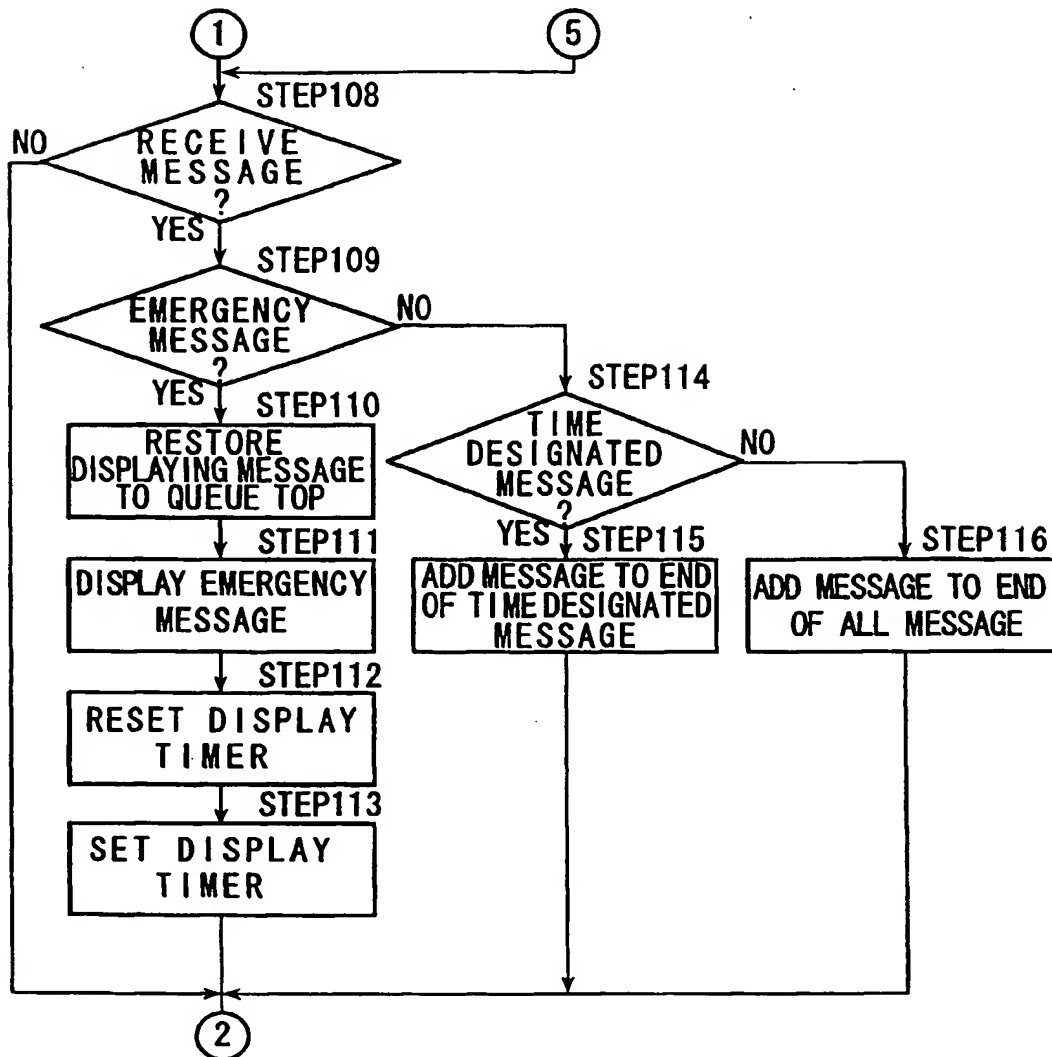 1
5
STEP108
NO
RECEIVE
MESSAGE
?
YES
STEP109
EMERGENCY
MESSAGE
?
NO
YES
STEP110
RESTORE
DISPLAYING MESSAGE
TO QUEUE TOP
STEP111
DISPLAY EMERGENCY
MESSAGE
STEP112
RESET DISPLAY
TIMER
STEP113
SET DISPLAY
TIMER
STEP114
TIME
DESIGNATED
MESSAGE
?
NO
YES
STEP115
ADD MESSAGE TO END
OF TIME DESIGNATED
MESSAGE
STEP116
ADD MESSAGE TO END
OF ALL MESSAGE
2